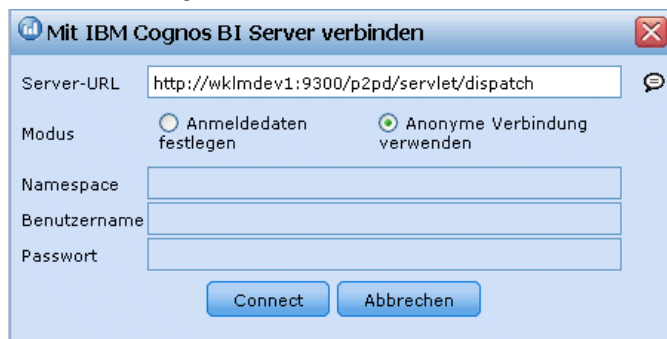 Mit IBM Cognos BI Server verbinden
Server-URL http://wklmdev1:9300/p2pd/servlet/dispatch
Modus Anmeldedaten festlegen Anonyme Verbindung verwenden
Namespace
Benutzername
Passwort
Connect Abbrechen